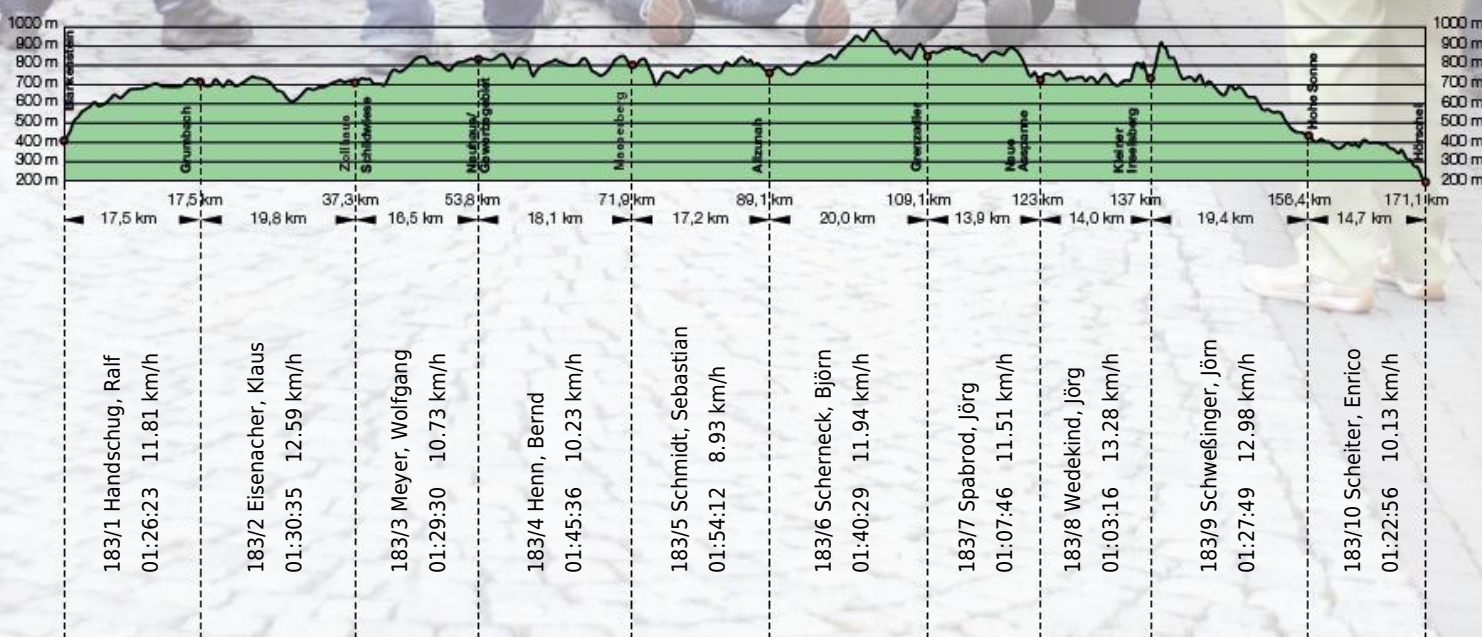 1000 m
900 m
800 m
700 m
600 m
500 m
400 m
300 m
200 m
1000 m
900 m
800 m
700 m
600 m
500 m
400 m
300 m
200 m
Blankenstein
Grumbach
Zollhaus
Schildwiese
Neuhaus/
Masserberg
Allzunah
Grenzadler
Neue
Ausspanne
Kleiner
Inselsberg
Hohe Sonne
Hörschel
17,5 km
37,3 km
53,8 km
71,9 km
89,1 km
109,1 km
123 km
137 km
156,4 km
171,1 km
17,5 km
19,8 km
16,5 km
18,1 km
17,2 km
20,0 km
13,9 km
14,0 km
19,4 km
14,7 km
183/1 Handschug, Ralf
01:26:23 11.81 km/h
183/2 Eisenacher, Klaus
01:30:35 12.59 km/h
183/3 Meyer, Wolfgang
01:29:30 10.73 km/h
183/4 Henn, Bernd
01:45:36 10.23 km/h
183/5 Schmidt, Sebastian
01:54:12 8.93 km/h
183/6 Scherneck, Björn
01:40:29 11.94 km/h
183/7 Spabrod, Jörg
01:07:46 11.51 km/h
183/8 Wedekind, Jörg
01:03:16 13.28 km/h
183/9 Schweßinger, Jörn
01:27:49 12.98 km/h
183/10 Scheiter, Enrico
01:22:56 10.13 km/h